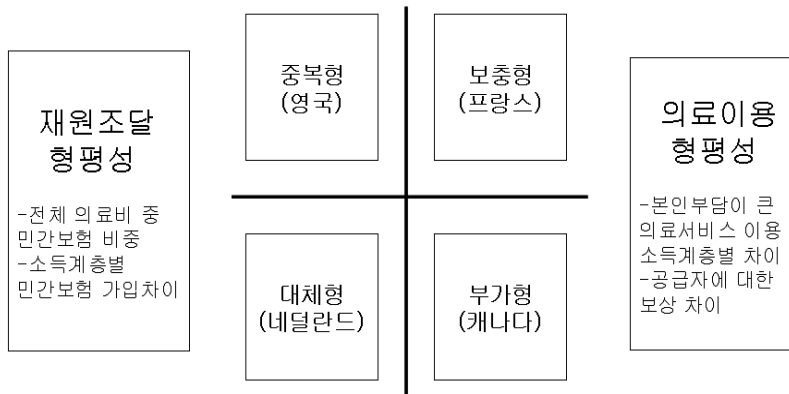 재원조달
형평성
-전체 의료비 중
민간보험 비중
-소득계층별
민간보험 가입차이
중복형
(영국)
보충형
(프랑스)
대체형
(네덜란드)
부가형
(캐나다)
의료이용
형평성
-본인부담이 큰
의료서비스 이용
소득계층별 차이
-공급자에 대한
보상 차이